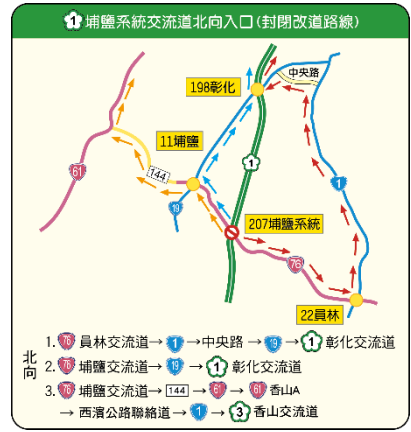 1 埔鹽系統交流道北向入口(封閉改道路線)
中央路
198彰化
11埔鹽
1
61
144
1
19
207埔鹽系統
76
22員林
北向
1. 76 員林交流道→ 1 →中央路→ 19 → 1 彰化交流道
2. 76 埔鹽交流道→ 19 → 1 彰化交流道
3. 76 埔鹽交流道→ 144 → 61 → 61 香山A
→ 西濱公路聯絡道→ 1 → 3 香山交流道